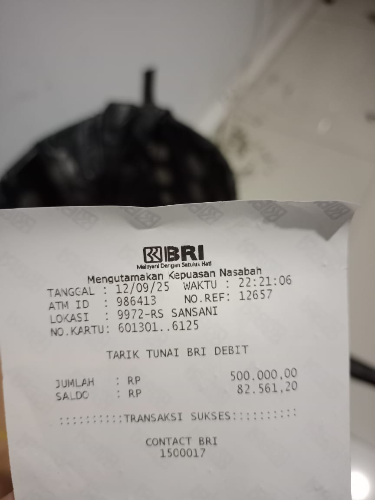 BRI
Melayani Dengan Setulus Hati
Mengutamakan Kepuasan Nasabah
TANGGAL : 12/09/25 WAKTU : 22:21:06
ATM ID : 986413 NO.REF: 12657
LOKASI : 9972-RS SANSANI
NO.KARTU: 601301..6125
TARIK TUNAI BRI DEBIT
JUMLAH : RP 500.000,00
SALDO : RP 82.561,20
::::::::::TRANSAKSI SUKSES::::::::::
CONTACT BRI
1500017